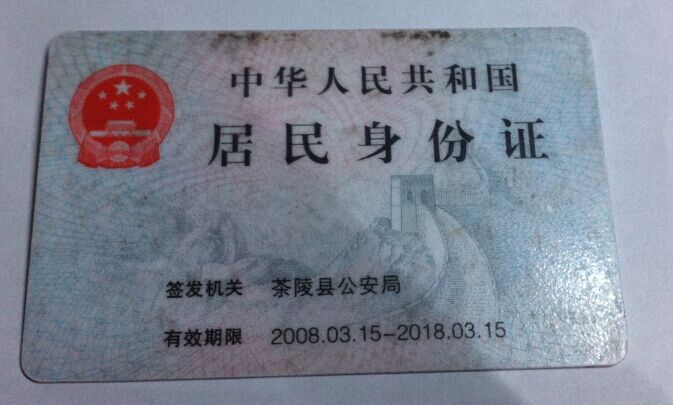 中华人民共和国
居民身份证
签发机关 茶陵县公安局
有效期限 2008.03.15-2018.03.15